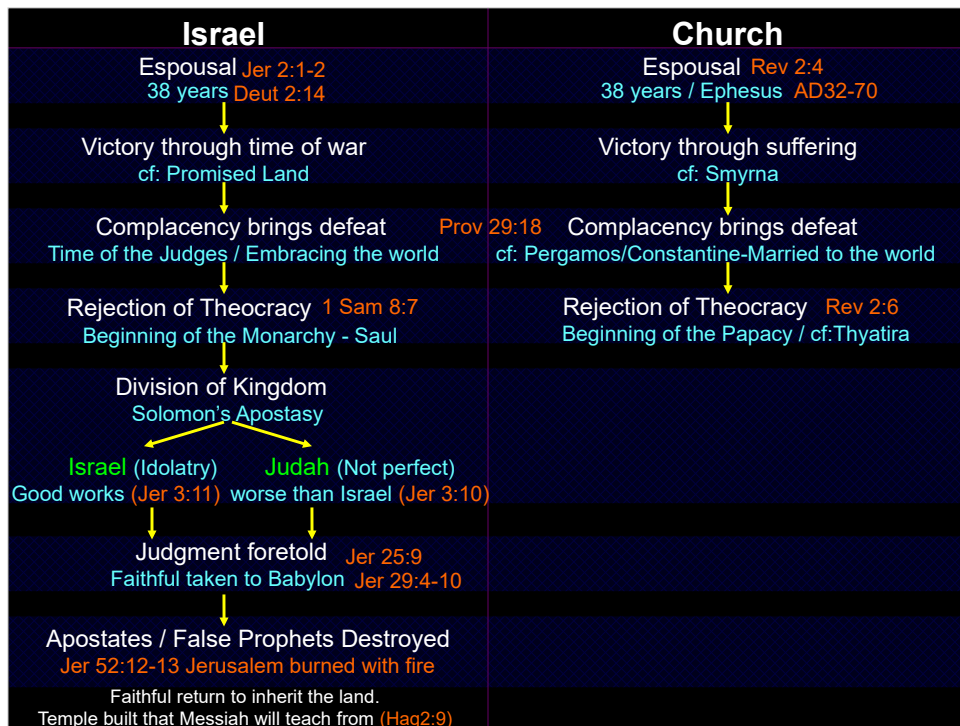 Israel
Church
Espousal Jer 2:1-2
38 years Deut 2:14
Espousal Rev 2:4
38 years / Ephesus AD32-70
Victory through time of war
cf: Promised Land
Victory through suffering
cf: Smyrna
Complacency brings defeat
Time of the Judges / Embracing the world
Prov 29:18
Complacency brings defeat
cf: Pergamos/Constantine-Married to the world
Rejection of Theocracy 1 Sam 8:7
Beginning of the Monarchy - Saul
Rejection of Theocracy Rev 2:6
Beginning of the Papacy / cf:Thyatira
Division of Kingdom
Solomon's Apostasy
Israel (Idolatry)
Good works (Jer 3:11)
Judah (Not perfect)
worse than Israel (Jer 3:10)
Judgment foretold Jer 25:9
Faithful taken to Babylon Jer 29:4-10
Apostates / False Prophets Destroyed
Jer 52:12-13 Jerusalem burned with fire
Faithful return to inherit the land.
Temple built that Messiah will teach from (Hag2:9)